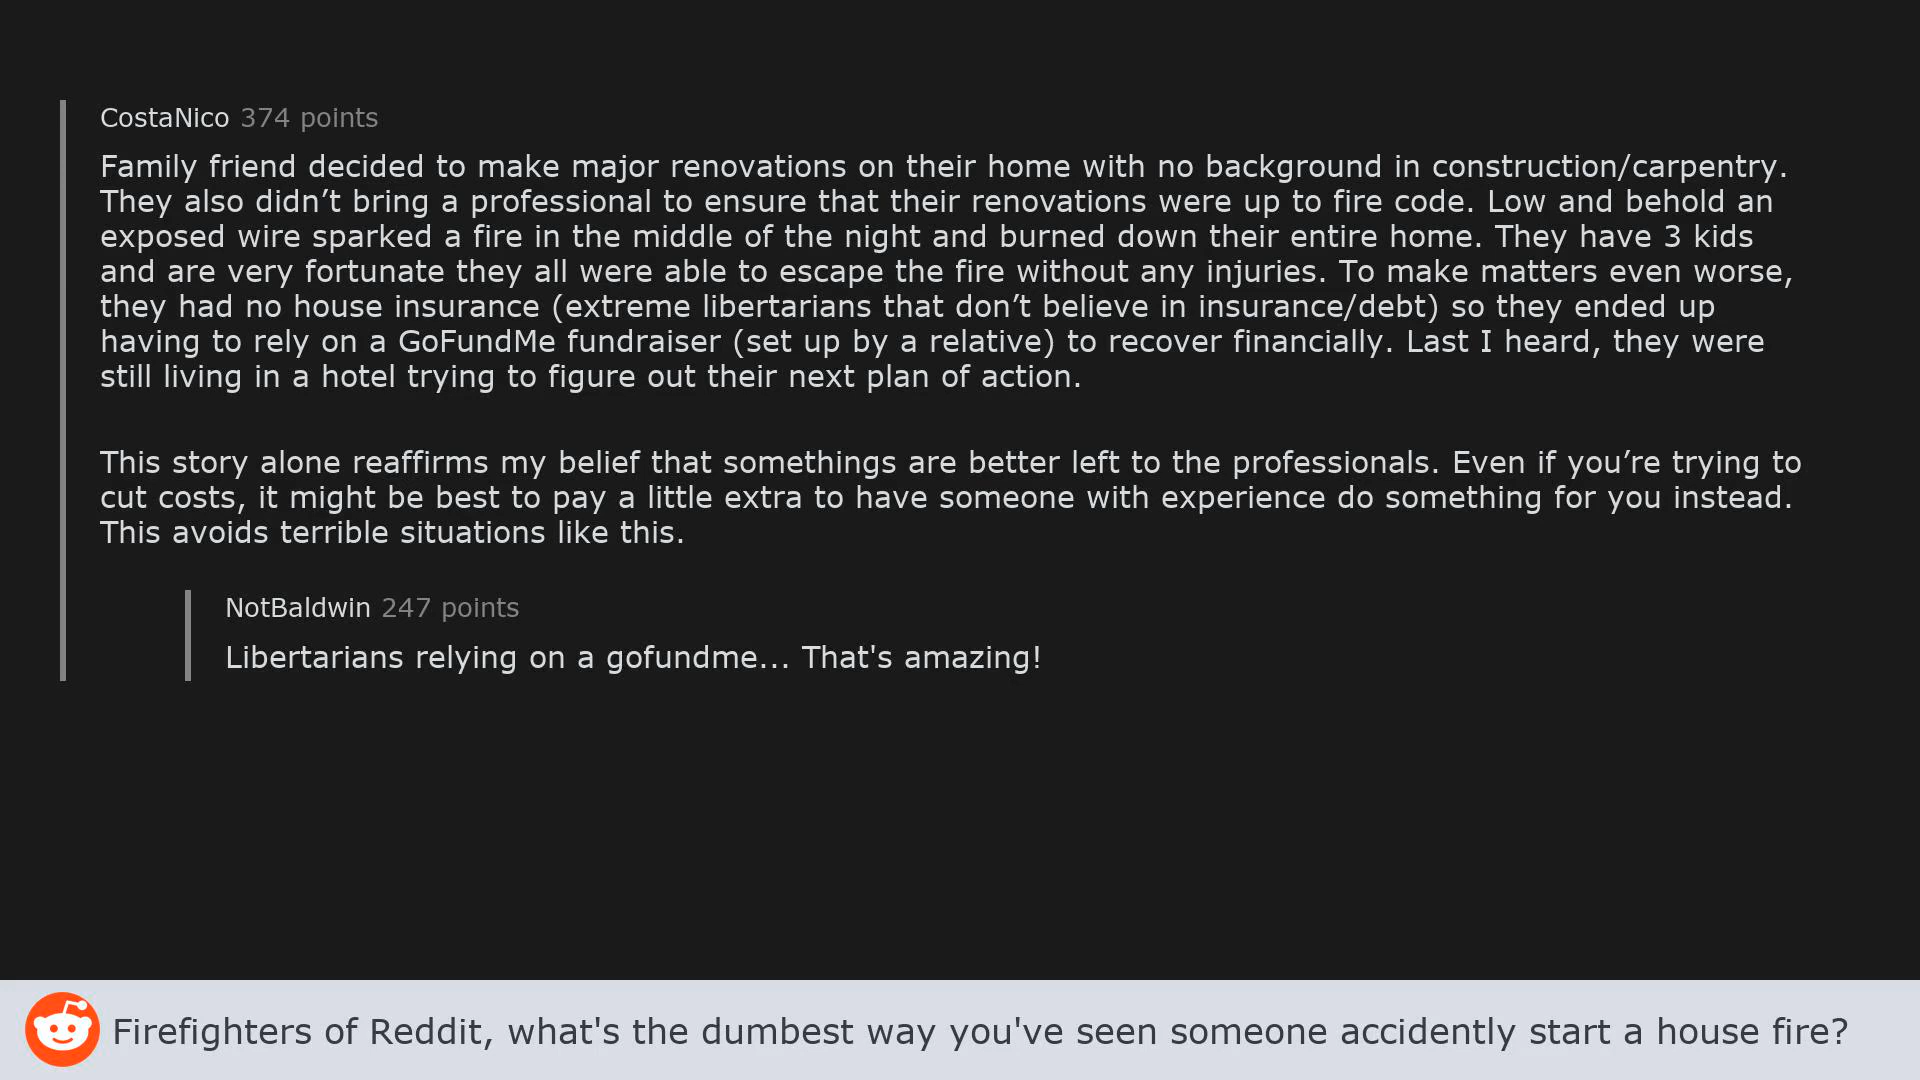 CostaNico 374 points
Family friend decided to make major renovations on their home with no background in construction/carpentry.
They also didn’t bring a professional to ensure that their renovations were up to fire code. Low and behold an
exposed wire sparked a fire in the middle of the night and burned down their entire home. They have 3 kids
and are very fortunate they all were able to escape the fire without any injuries. To make matters even worse,
they had no house insurance (extreme libertarians that don’t believe in insurance/debt) so they ended up
having to rely on a GoFundMe fundraiser (set up by a relative) to recover financially. Last I heard, they were
still living in a hotel trying to figure out their next plan of action.
This story alone reaffirms my belief that somethings are better left to the professionals. Even if you’re trying to
cut costs, it might be best to pay a little extra to have someone with experience do something for you instead.
This avoids terrible situations like this.
NotBaldwin 247 points
Libertarians relying on a gofundme... That's amazing!
Firefighters of Reddit, what's the dumbest way you've seen someone accidently start a house fire?